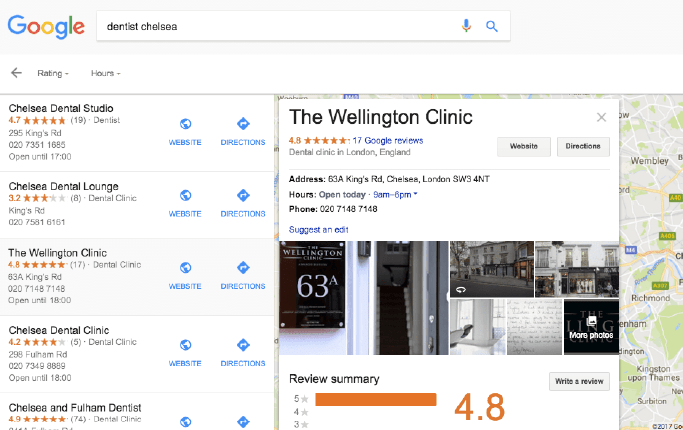 Google
dentist chelsea
Rating
Hours
Chelsea Dental Studio
4.7 (19) · Dentist
295 King's Rd
020 7351 1685
Open until 17:00
WEBSITE
DIRECTIONS
Chelsea Dental Lounge
3.2 (8) · Dental Clinic
King's Rd
020 7581 6161
WEBSITE
DIRECTIONS
The Wellington Clinic
4.8 (17) · Dental Clinic
63A King's Rd
020 7148 7148
Open until 18:00
WEBSITE
DIRECTIONS
Chelsea Dental Clinic
4.2 (5) · Dental Clinic
298 Fulham Rd
020 7349 8889
Open until 18:00
WEBSITE
DIRECTIONS
Chelsea and Fulham Dentist
4.9 (74) · Dental Clinic
The Wellington Clinic
4.8 17 Google reviews
Dental clinic in London, England
Website
Directions
Address: 63A King's Rd, Chelsea, London SW3 4NT
Hours: Open today · 9am–6pm
Phone: 020 7148 7148
Suggest an edit
THE
WELLINGTON
CLINIC
63A
More photos
Review summary
Write a review
5
4
3
4.8
Wembley
A40
M4
A406
A307
Richmond
Kingston
upon Thames
Surbiton
©2017